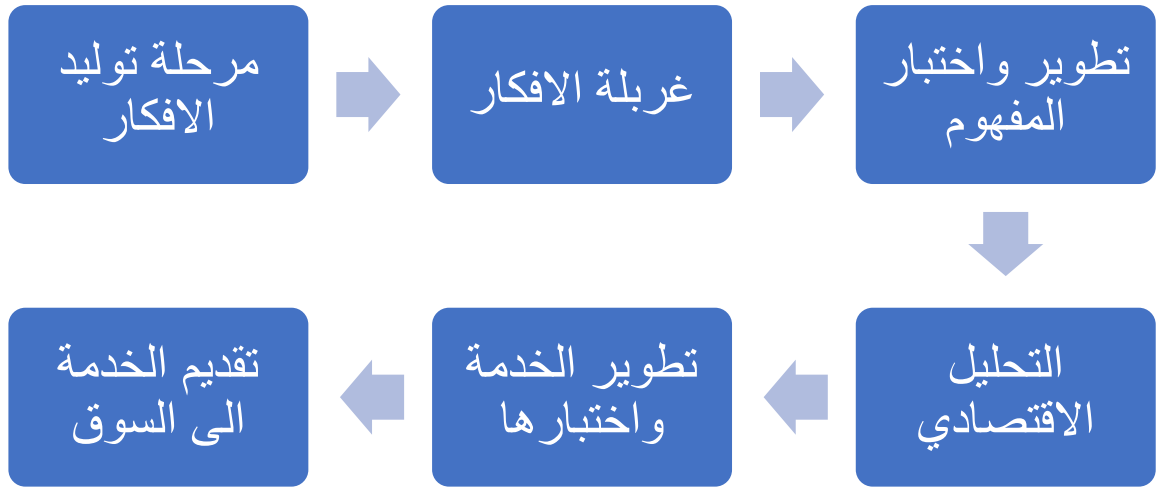 مرحلة توليد
الافكار
غربلة الافكار
تطوير واختبار
المفهوم
التحليل
الاقتصادي
تطوير الخدمة
واختبارها
تقديم الخدمة
الى السوق